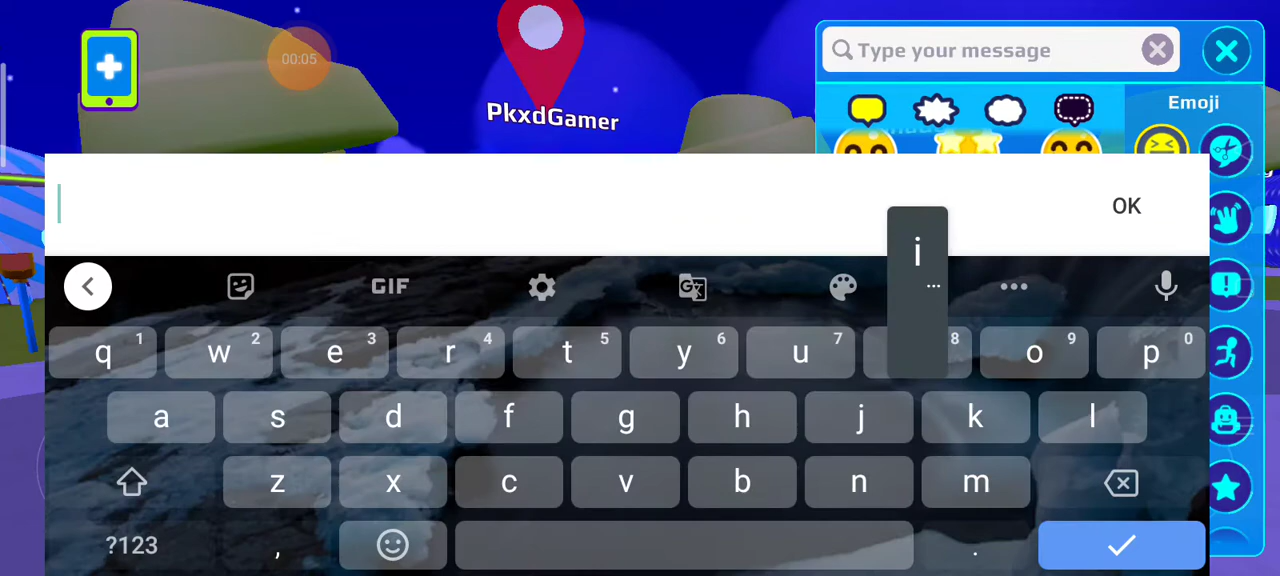 00:05
PkxdGamer
Type your message
Emoji
OK
i
...
GIF
q 1 w 2 e 3 r 4 t 5 y 6 u 7 8 o 9 p 0
a s d f g h j k l
z x c v b n m
?123 , .